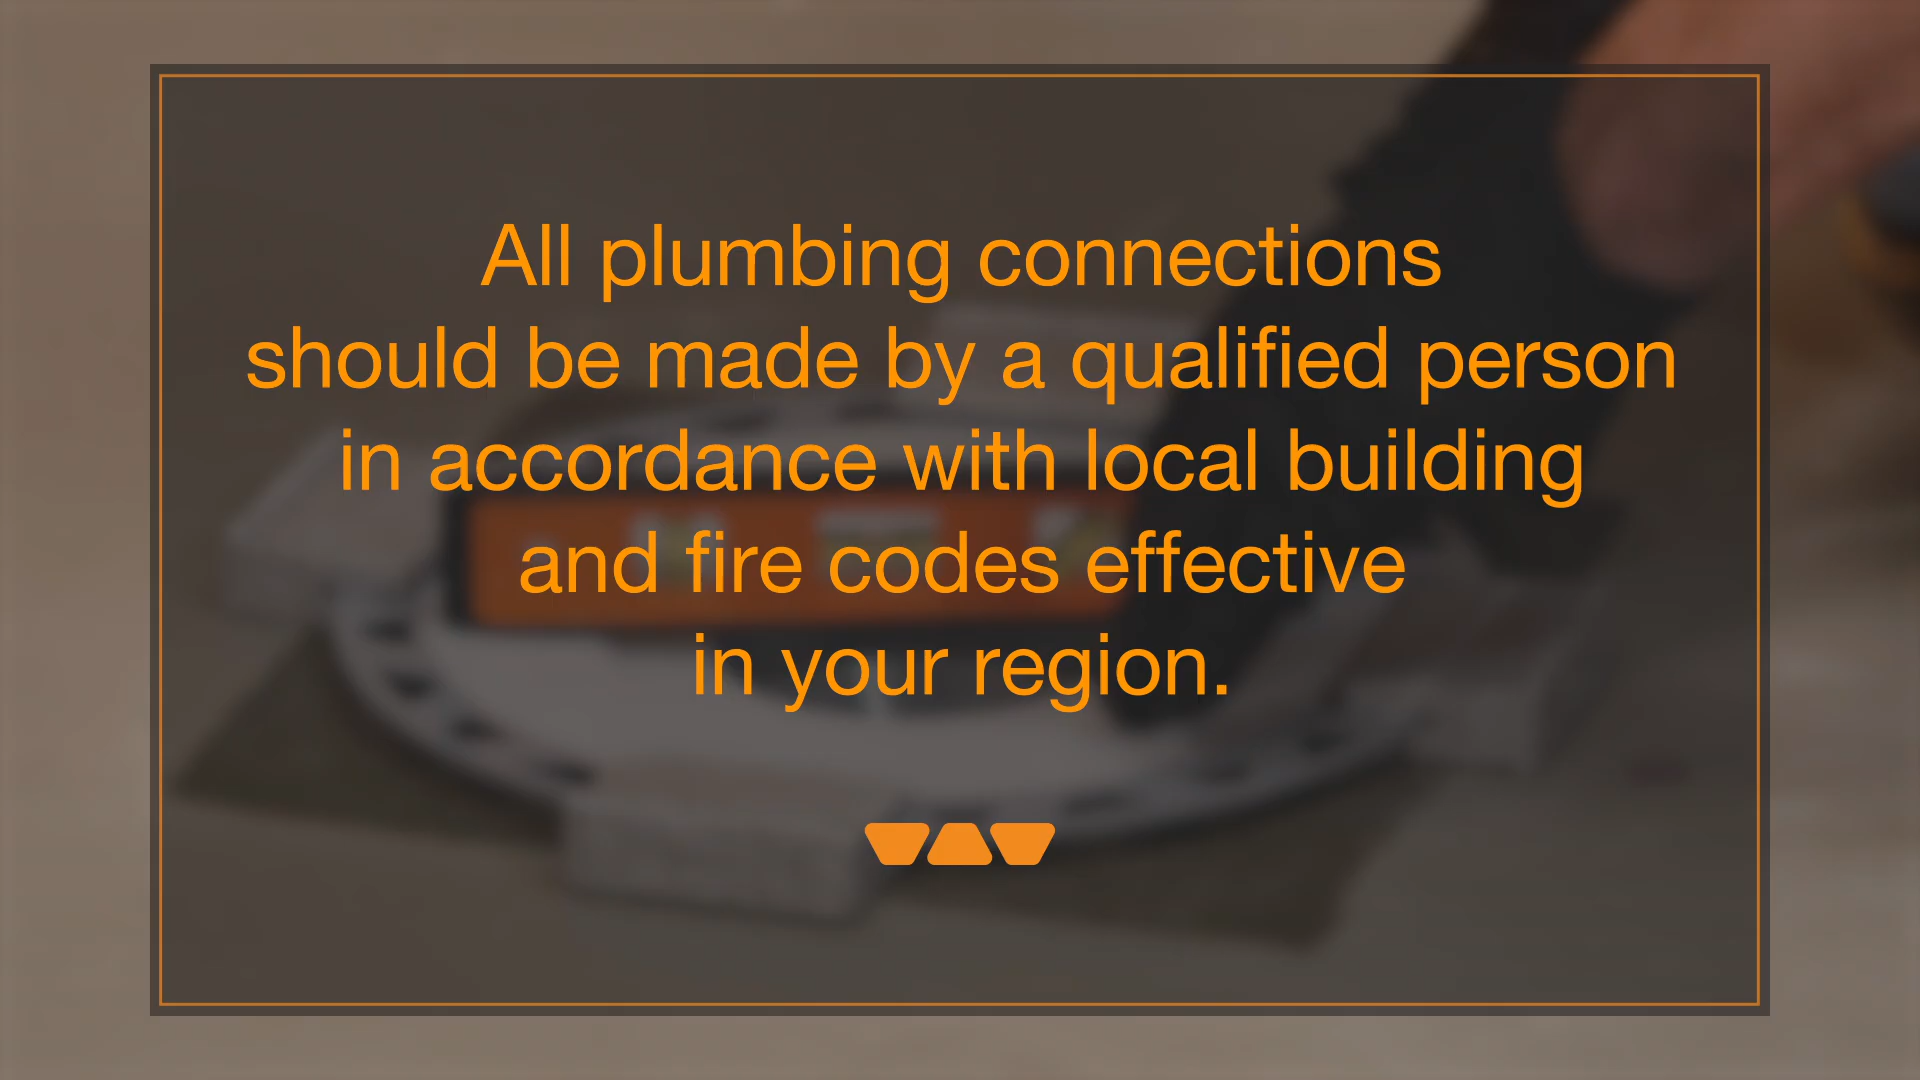 All plumbing connections
should be made by a qualified person
in accordance with local building
and fire codes effective
in your region.